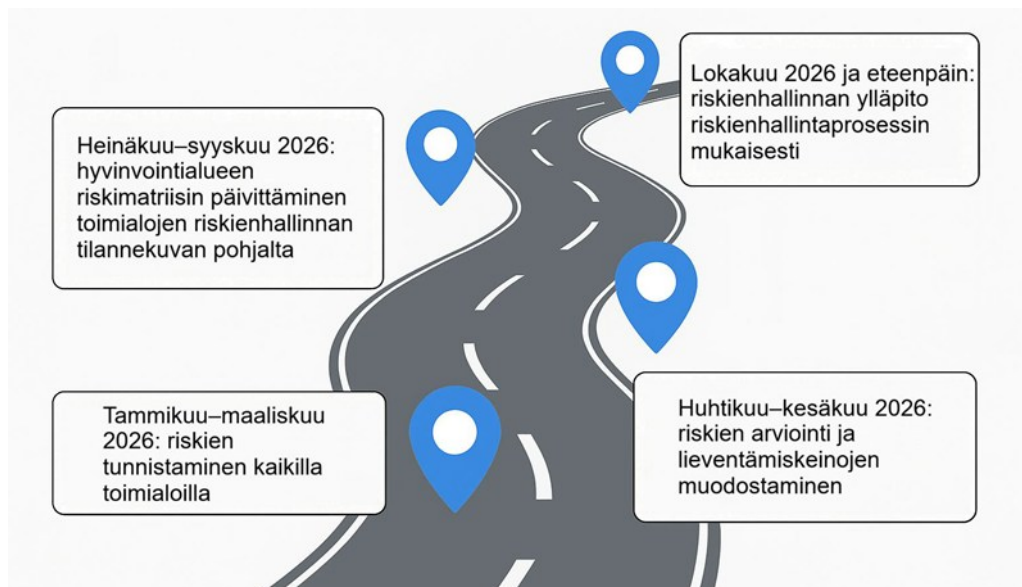 Lokakuu 2026 ja eteenpäin:
riskienhallinnan ylläpito
riskienhallintaprosessin
mukaisesti
Heinäkuu–syyskuu 2026:
hyvinvointialueen
riskimatriisin päivittäminen
toimialojen riskienhallinnan
tilannekuvan pohjalta
Tammikuu–maaliskuu
2026: riskien
tunnistaminen kaikilla
toimialoilla
Huhtikuu–kesäkuu 2026:
riskien arviointi ja
lieventämiskeinojen
muodostaminen